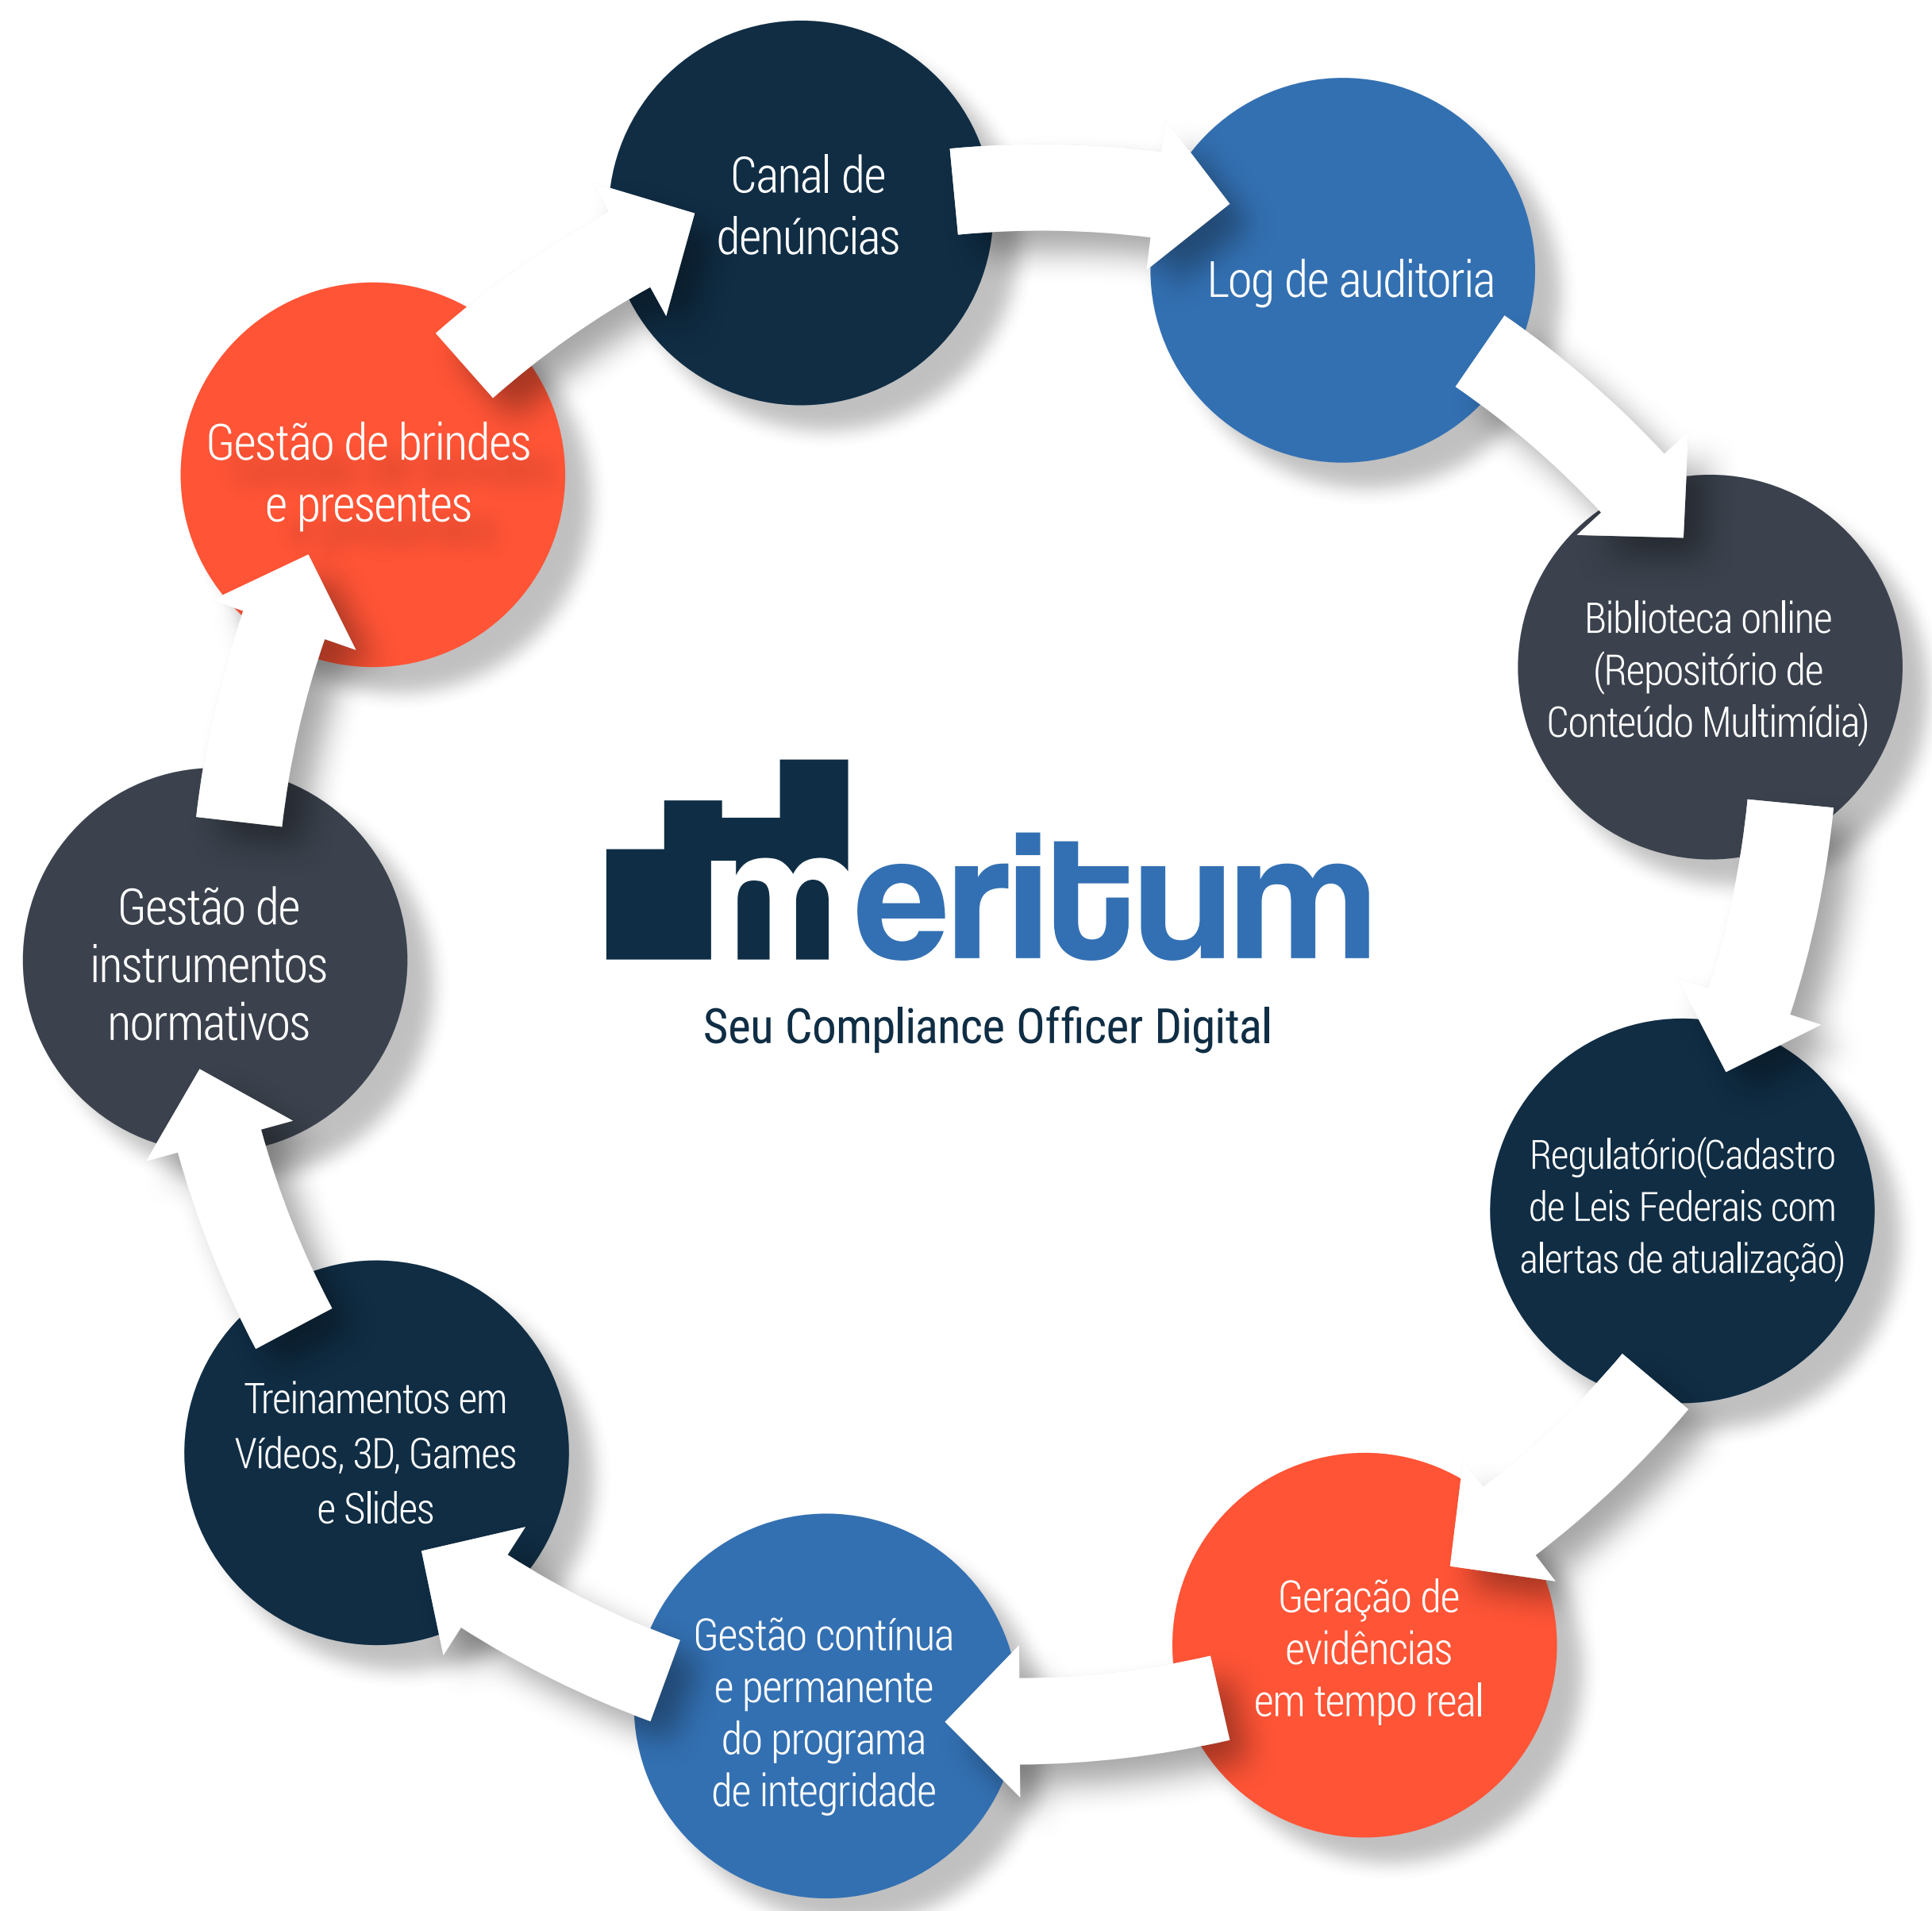 Canal de
denúncias
Log de auditoria
Biblioteca online
(Repositório de
Conteúdo Multimídia)
Regulatório(Cadastro
de Leis Federais com
alertas de atualização)
Geração de
evidências
em tempo real
Gestão contínua
e permanente
do programa
de integridade
Treinamentos em
Vídeos, 3D, Games
e Slides
Gestão de
instrumentos
normativos
Gestão de brindes
e presentes
meritum
Seu Compliance Officer Digital